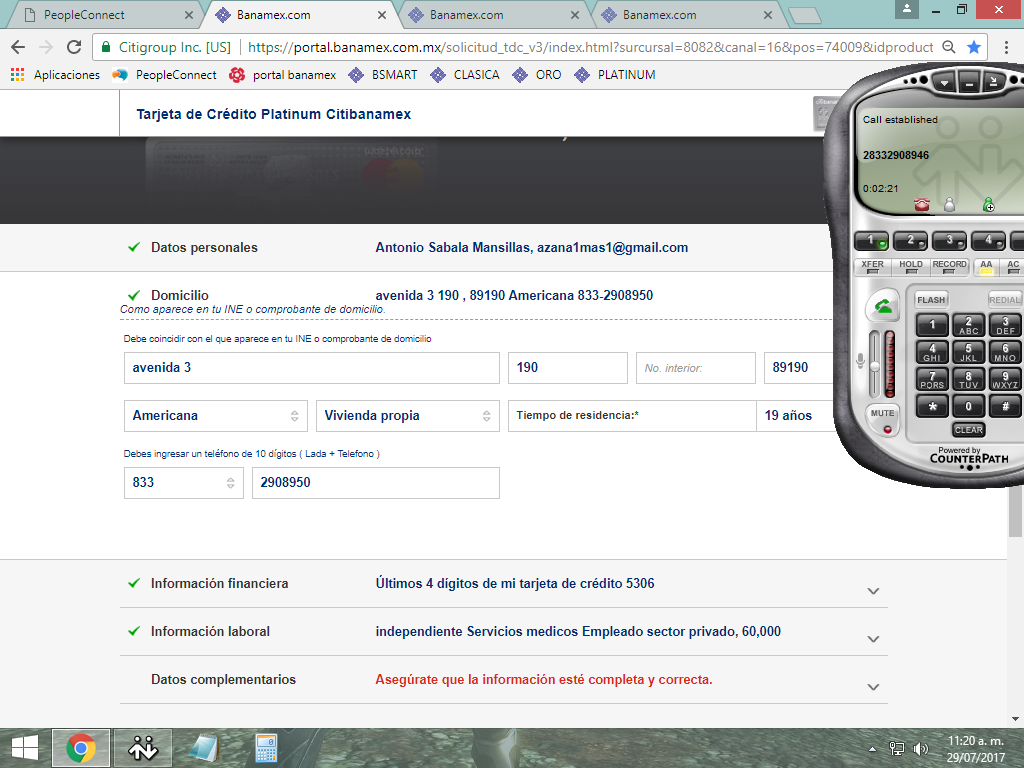 PeopleConnect
Banamex.com
Banamex.com
Banamex.com
Citigroup Inc. [US]
https://portal.banamex.com.mx/solicitud_tdc_v3/index.html?surcursal=8082&canal=16&pos=74009&idproduct
Aplicaciones
PeopleConnect
portal banamex
BSMART
CLASICA
ORO
PLATINUM
Tarjeta de Crédito Platinum Citibanamex
Datos personales
Antonio Sabala Mansillas, azana1mas1@gmail.com
Domicilio
avenida 3 190 , 89190 Americana 833-2908950
Como aparece en tu INE o comprobante de domicilio.
Debe coincidir con el que aparece en tu INE o comprobante de domicilio
avenida 3
190
No. interior:
89190
Americana
Vivienda propia
Tiempo de residencia:*
19 años
Debes ingresar un teléfono de 10 dígitos ( Lada + Telefono )
833
2908950
Información financiera
Últimos 4 dígitos de mi tarjeta de crédito 5306
Información laboral
independiente Servicios medicos Empleado sector privado, 60,000
Datos complementarios
Asegúrate que la información esté completa y correcta.
Call established
28332908946
0:02:21
1 2 3 4
XFER HOLD RECORD AA AC
FLASH REDIAL
1 2 ABC 3 DEF
4 GHI 5 JKL 6 MNO
7 PQRS 8 TUV 9 WXYZ
* 0 #
MUTE
CLEAR
Powered by
COUNTERPATH
11:20 a. m.
29/07/2017